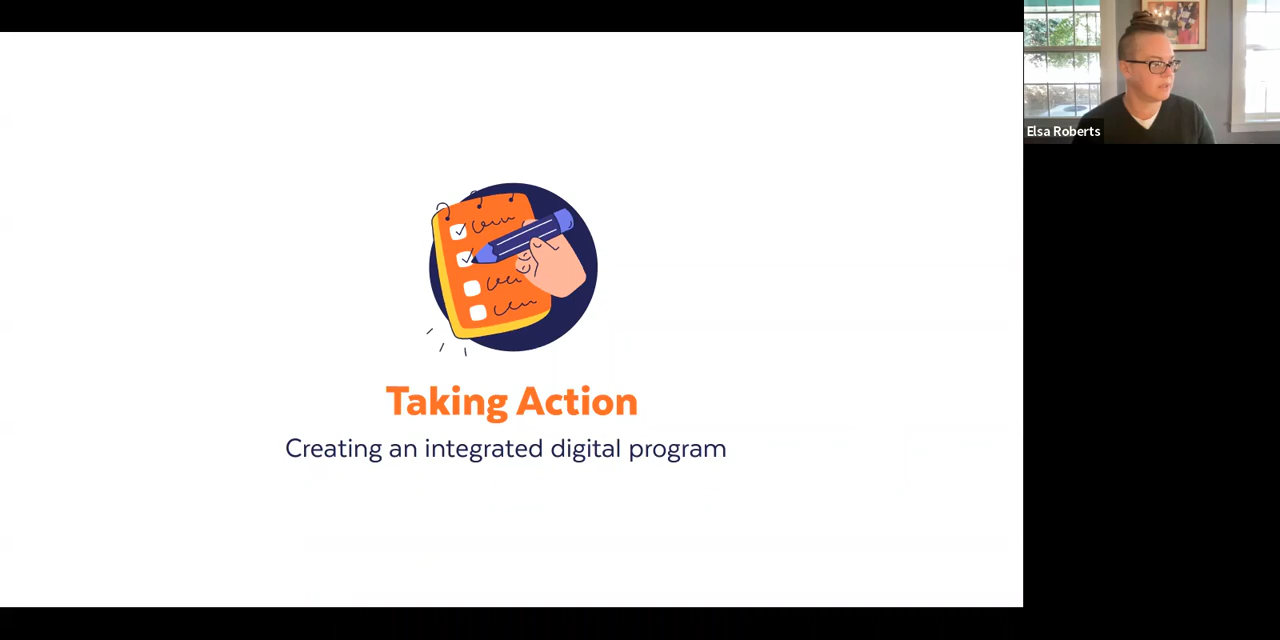 Taking Action
Creating an integrated digital program
Elsa Roberts